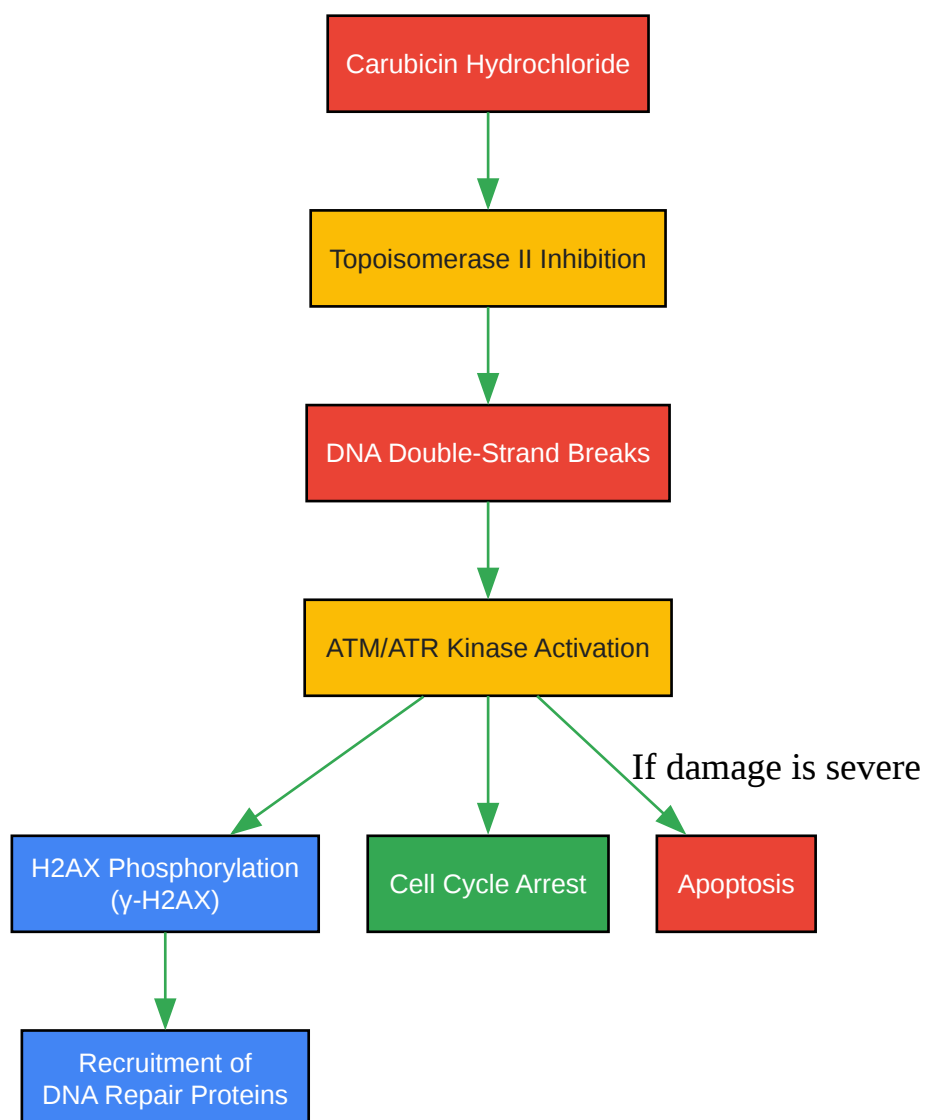 Carubicin Hydrochloride
Topoisomerase II Inhibition
DNA Double-Strand Breaks
ATM/ATR Kinase Activation
If damage is severe
H2AX Phosphorylation
(γ-H2AX)
Cell Cycle Arrest
Apoptosis
Recruitment of
DNA Repair Proteins